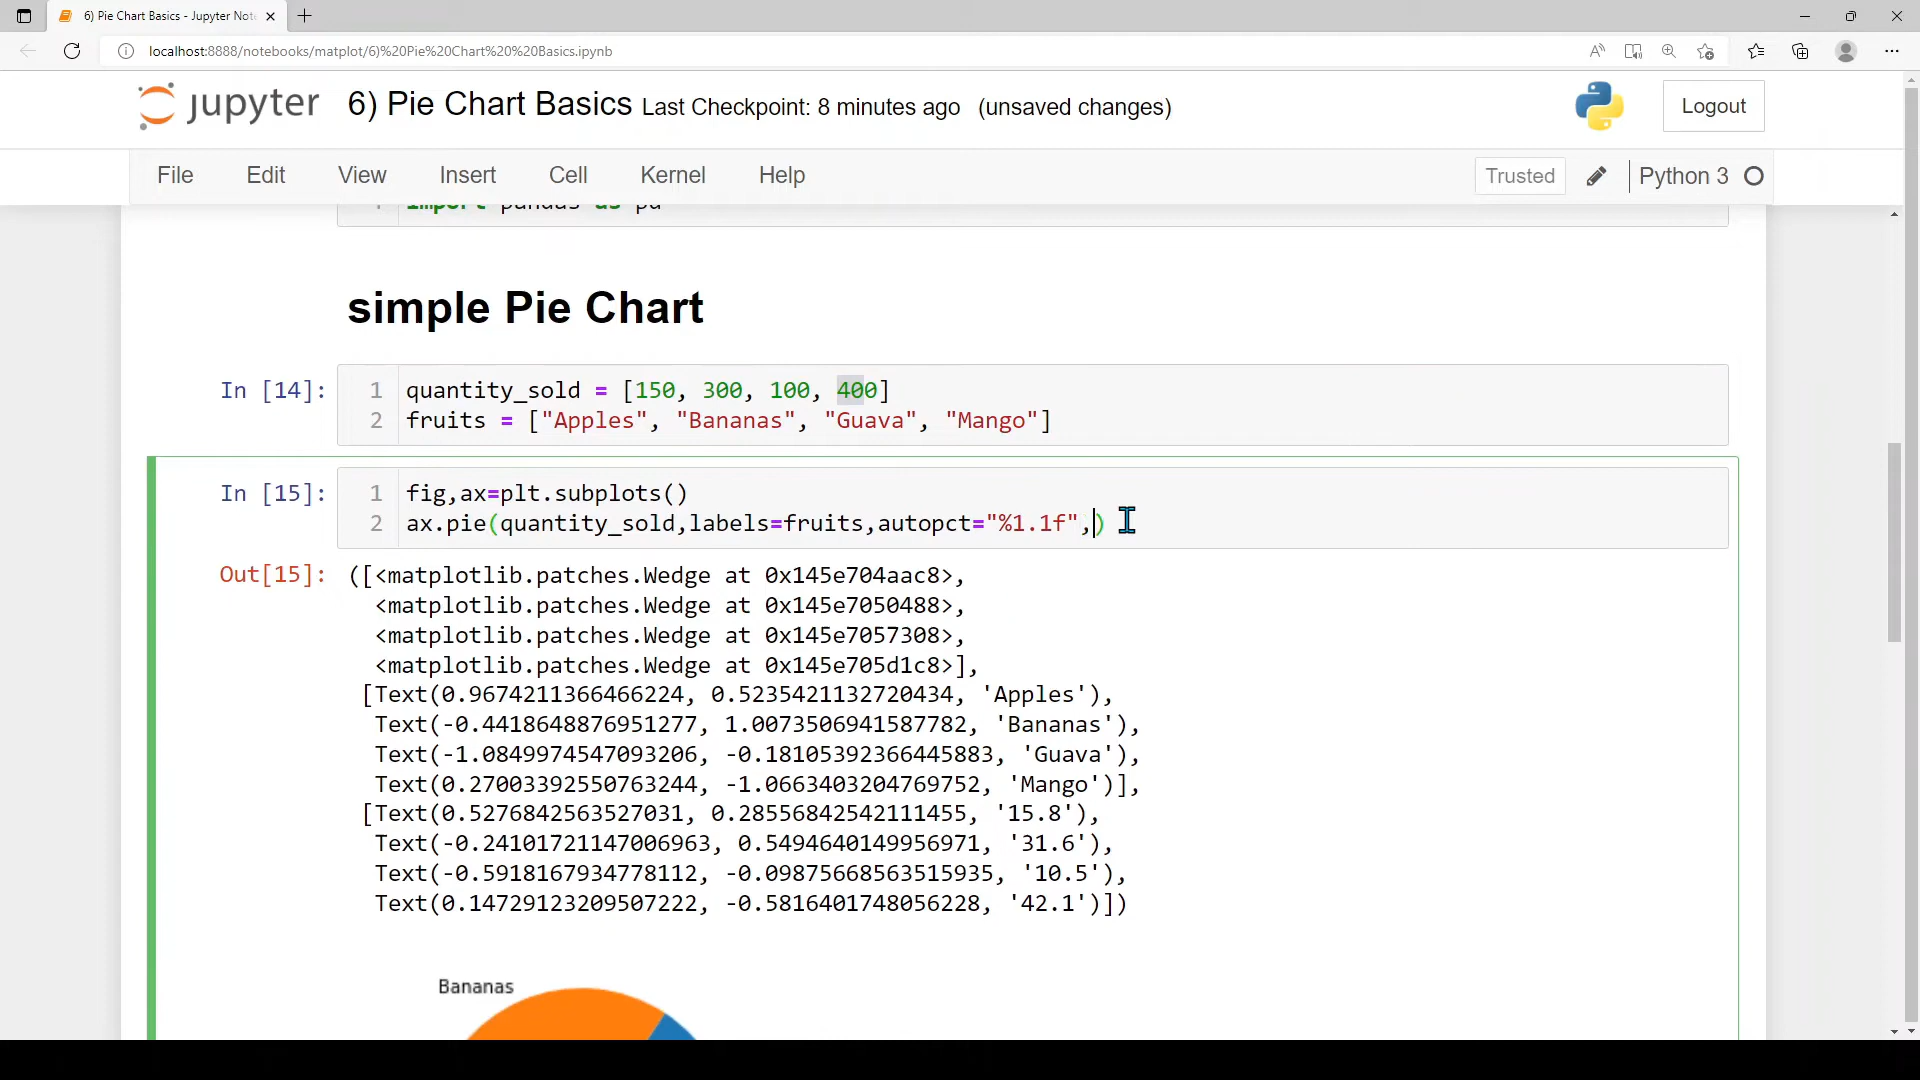 6) Pie Chart Basics - Jupyter Not
localhost:8888/notebooks/matplot/6)%20Pie%20Chart%20%20Basics.ipynb
jupyter 6) Pie Chart Basics Last Checkpoint: 8 minutes ago (unsaved changes)
Logout
File Edit View Insert Cell Kernel Help
Trusted Python 3
import pandas as pd
simple Pie Chart
In [14]: 1 quantity_sold = [150, 300, 100, 400]
2 fruits = ["Apples", "Bananas", "Guava", "Mango"]
In [15]: 1 fig,ax=plt.subplots()
2 ax.pie(quantity_sold,labels=fruits,autopct="%1.1f",)
Out[15]: ([<matplotlib.patches.Wedge at 0x145e704aac8>,
<matplotlib.patches.Wedge at 0x145e7050488>,
<matplotlib.patches.Wedge at 0x145e7057308>,
<matplotlib.patches.Wedge at 0x145e705d1c8>],
[Text(0.9674211366466224, 0.5235421132720434, 'Apples'),
Text(-0.4418648876951277, 1.0073506941587782, 'Bananas'),
Text(-1.0849974547093206, -0.18105392366445883, 'Guava'),
Text(0.27003392550763244, -1.0663403204769752, 'Mango')],
[Text(0.5276842563527031, 0.28556842542111455, '15.8'),
Text(-0.24101721147006963, 0.5494640149956971, '31.6'),
Text(-0.5918167934778112, -0.09875668563515935, '10.5'),
Text(0.14729123209507222, -0.5816401748056228, '42.1')])
Bananas